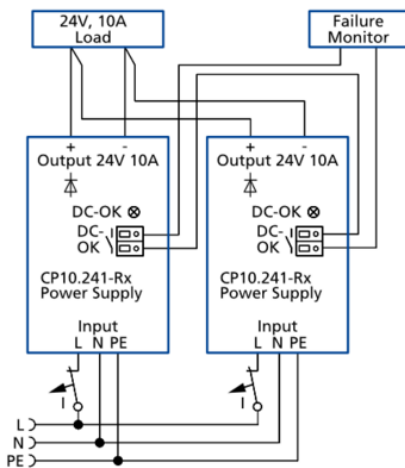 24V, 10A
Load
Failure
Monitor
+ -
Output 24V 10A
DC-OK
DC-
OK
CP10.241-Rx
Power Supply
Input
L N PE
I
+ -
Output 24V 10A
DC-OK
DC-
OK
CP10.241-Rx
Power Supply
Input
L N PE
I
L
N
PE